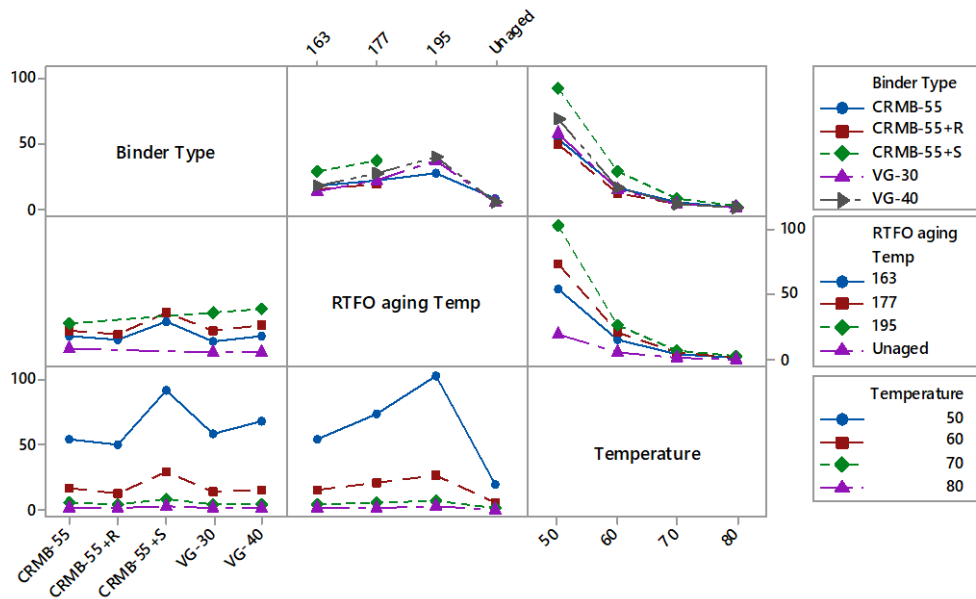 163
177
195
Unaged
100
50
0
Binder Type
RTFO aging Temp
Temperature
100
50
0
100
50
0
CRMB-55
CRMB-55+R
CRMB-55+S
VG-30
VG-40
50
60
70
80
Binder Type
CRMB-55
CRMB-55+R
CRMB-55+S
VG-30
VG-40
RTFO aging
Temp
163
177
195
Unaged
Temperature
50
60
70
80